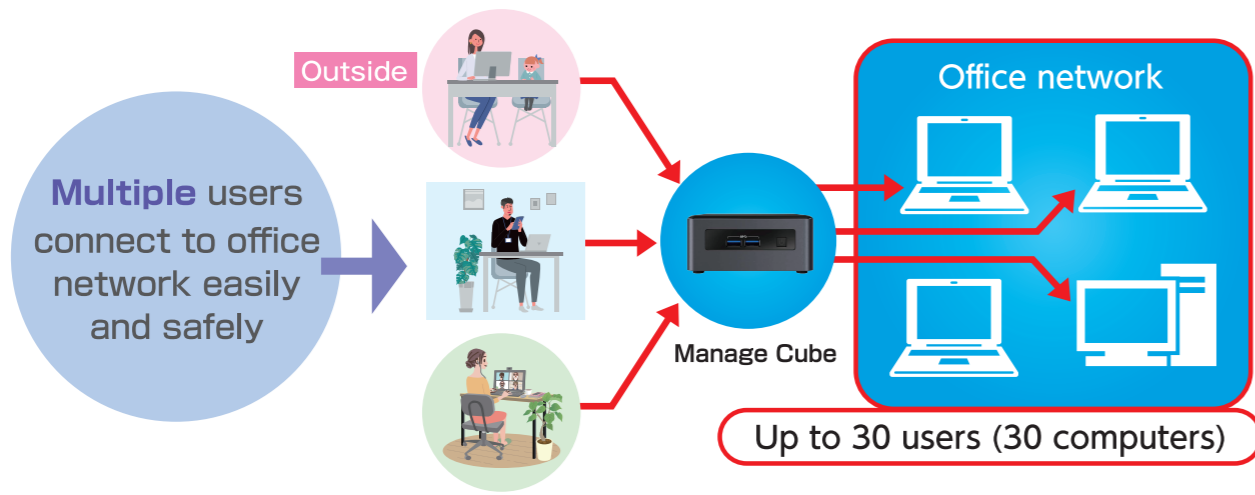 Multiple users
connect to office
network easily
and safely
Outside
Manage Cube
Office network
Up to 30 users (30 computers)